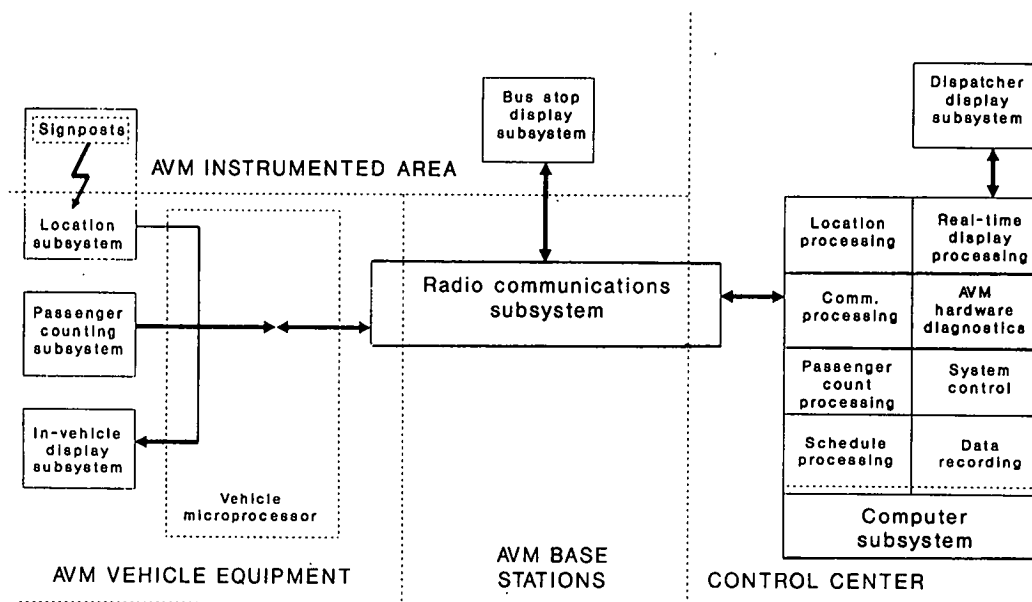 Signposts
Location
subsystem
AVM INSTRUMENTED AREA
Passenger
counting
subsystem
In-vehicle
display
subsystem
Vehicle
microprocessor
AVM VEHICLE EQUIPMENT
Bus stop
display
subsystem
Radio communications
subsystem
AVM BASE
STATIONS
Dispatcher
display
subsystem
Location
processing
Real-time
display
processing
Comm.
processing
AVM
hardware
diagnostics
Passenger
count
processing
System
control
Schedule
processing
Data
recording
Computer
subsystem
CONTROL CENTER